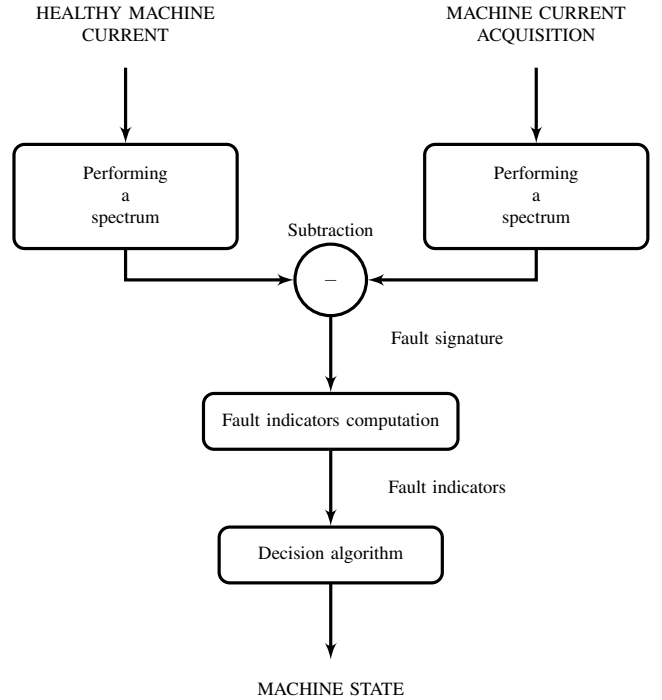 HEALTHY MACHINE
CURRENT
MACHINE CURRENT
ACQUISITION
Performing
a
spectrum
Performing
a
spectrum
Subtraction
−
Fault signature
Fault indicators computation
Fault indicators
Decision algorithm
MACHINE STATE